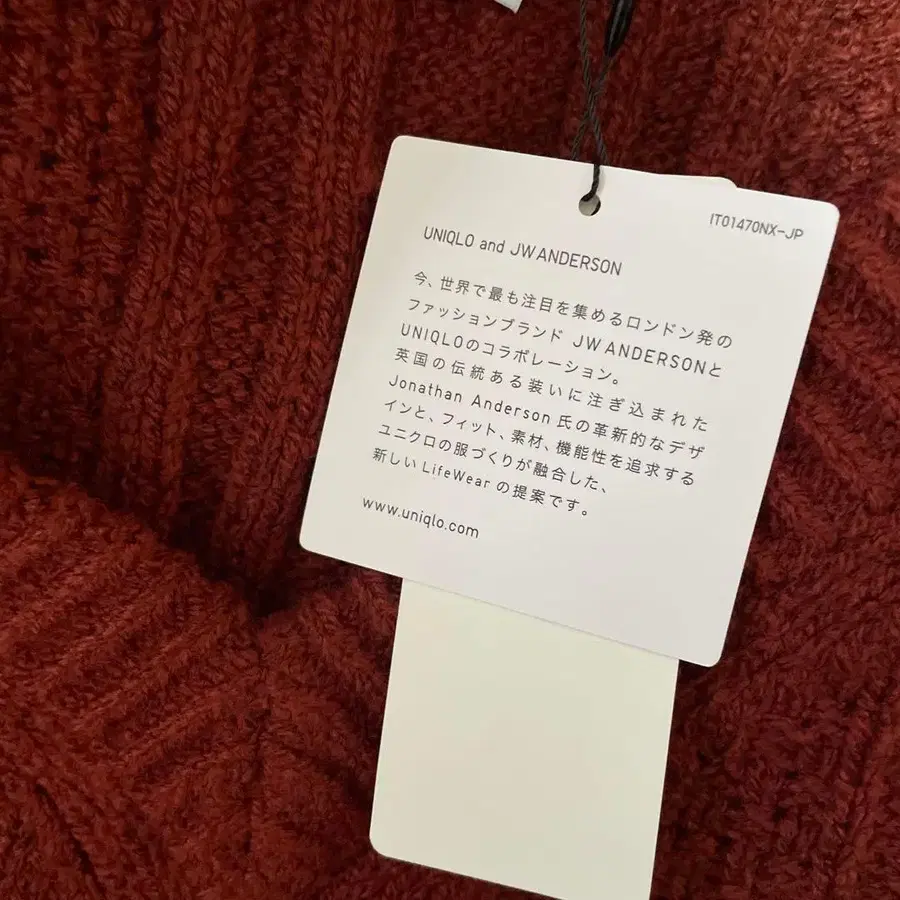 IT01470NX-JP
UNIQLO and JW ANDERSON
今、世界で最も注目を集めるロンドン発の
ファッションブランド JW ANDERSONと
UNIQLOのコラボレーション。
英国の伝統ある装いに注ぎ込まれた
Jonathan Anderson 氏の革新的なデザ
インと、フィット、素材、機能性を追求する
ユニクロの服づくりが融合した、
新しい LifeWear の提案です。
www.uniqlo.com